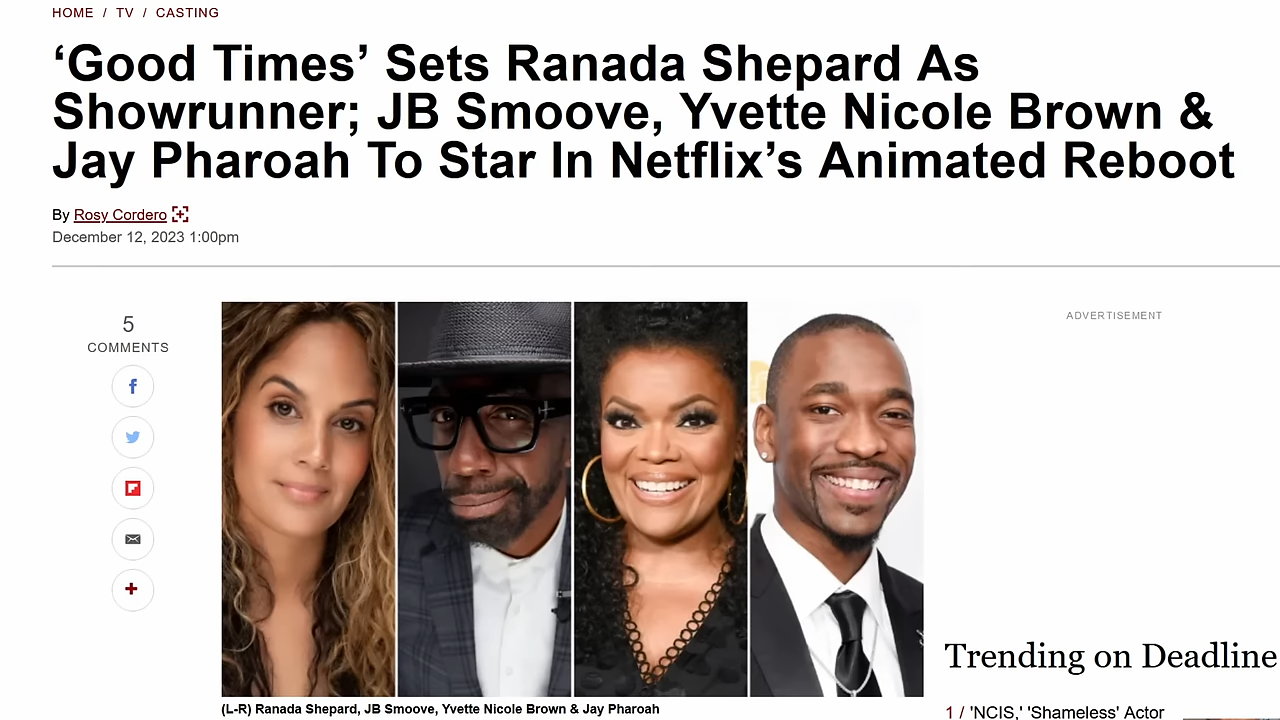 HOME / TV / CASTING
‘Good Times’ Sets Ranada Shepard As
Showrunner; JB Smoove, Yvette Nicole Brown &
Jay Pharoah To Star In Netflix’s Animated Reboot
By Rosy Cordero
December 12, 2023 1:00pm
5
COMMENTS
ADVERTISEMENT
(L-R) Ranada Shepard, JB Smoove, Yvette Nicole Brown & Jay Pharoah
Trending on Deadline
1 / 'NCIS,' 'Shameless' Actor